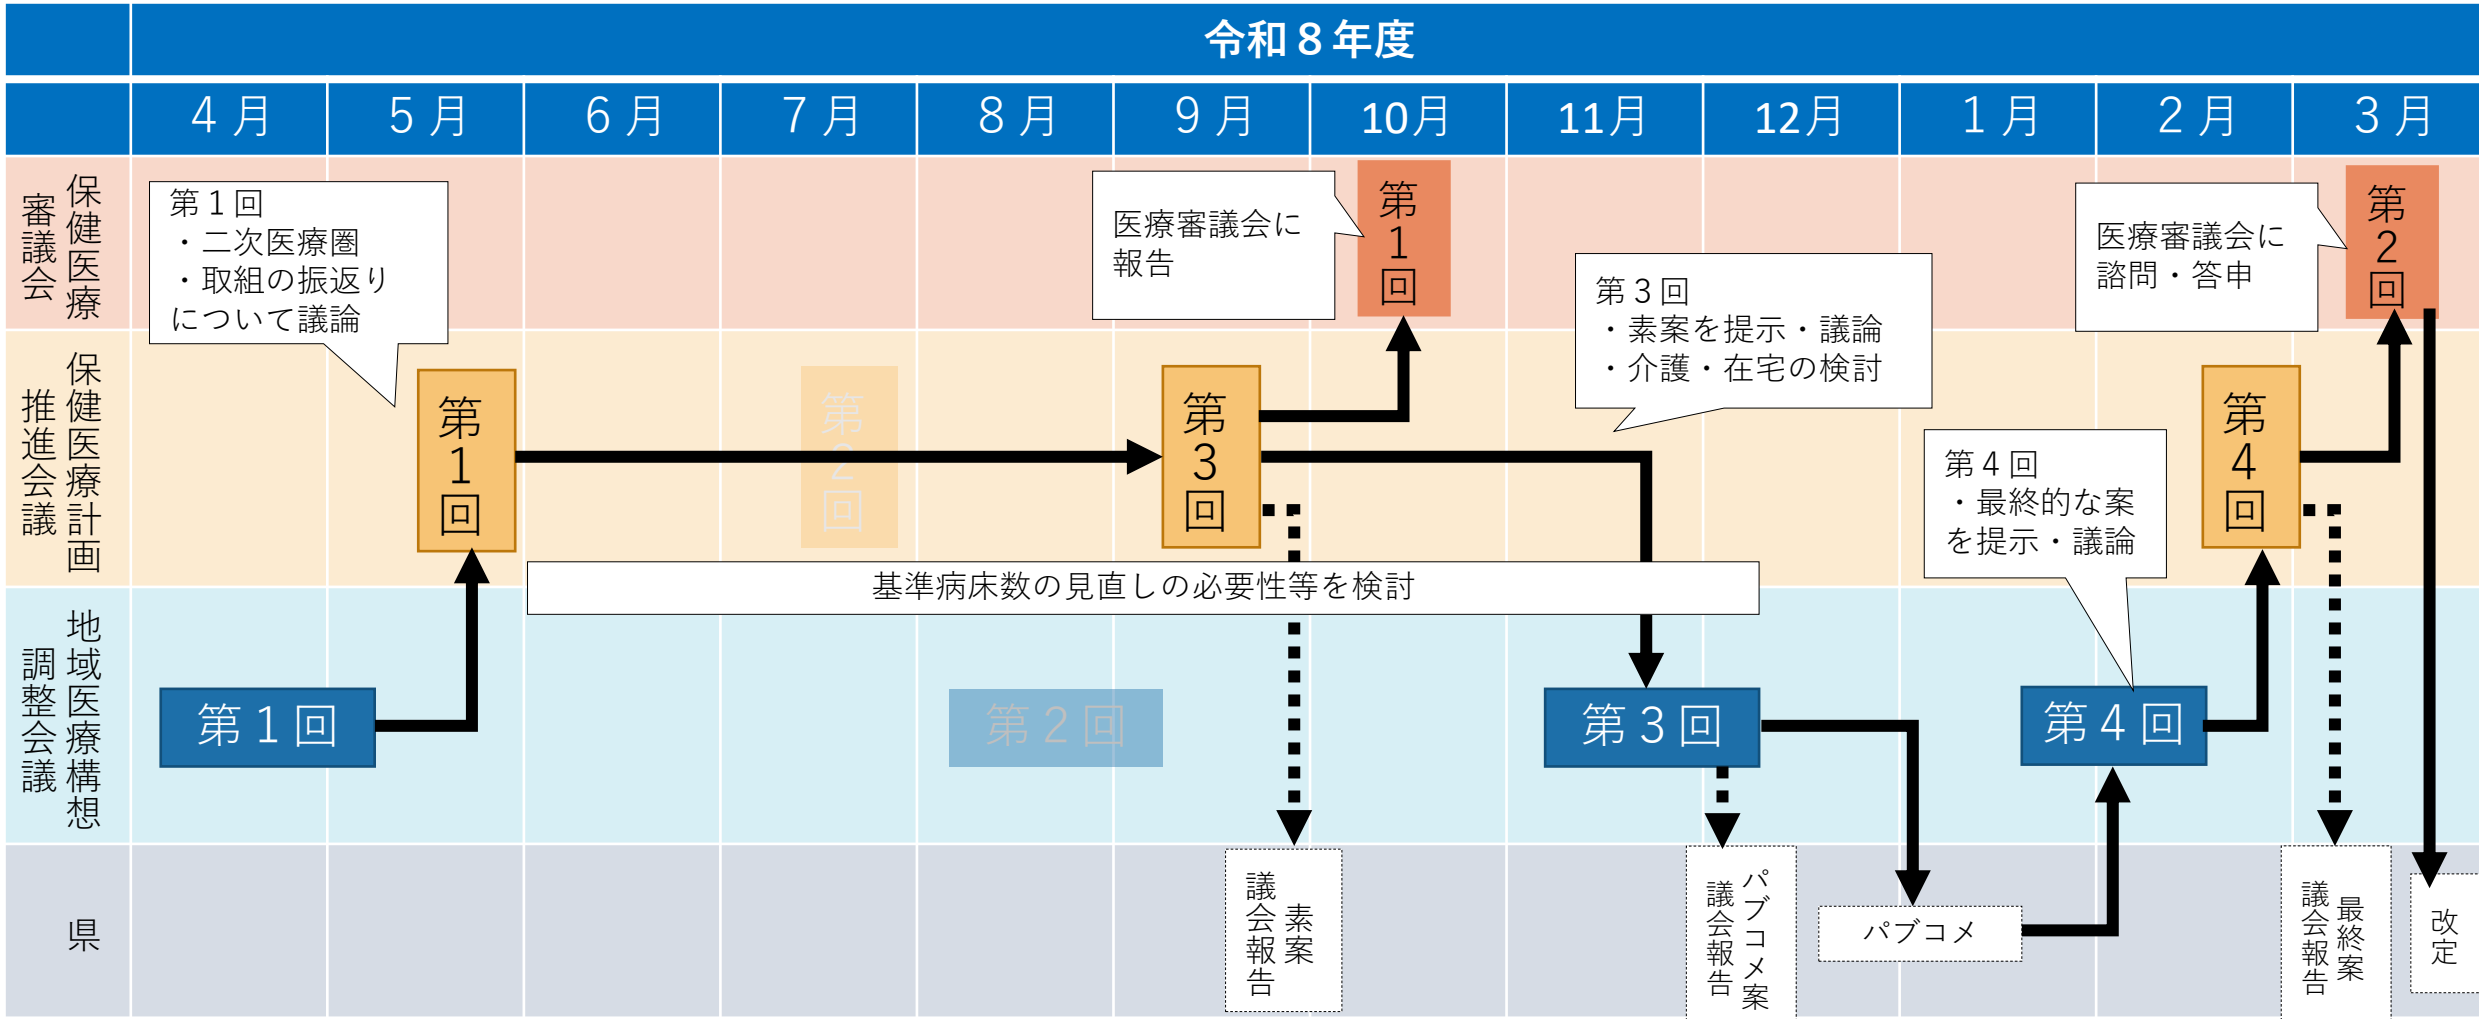 令和８年度
４月
５月
６月
７月
８月
９月
10月
11月
12月
１月
２月
３月
保健医療
審議会
第１回
・二次医療圏
・取組の振返り
について議論
医療審議会に
報告
第１回
医療審議会に
諮問・答申
第２回
第３回
・素案を提示・議論
・介護・在宅の検討
保健医療計画
推進会議
第１回
第２回
第３回
第４回
・最終的な案
を提示・議論
第４回
基準病床数の見直しの必要性等を検討
地域医療構想
調整会議
第１回
第２回
第３回
第４回
県
素案
議会報告
パブコメ案
議会報告
パブコメ
最終案
議会報告
改定